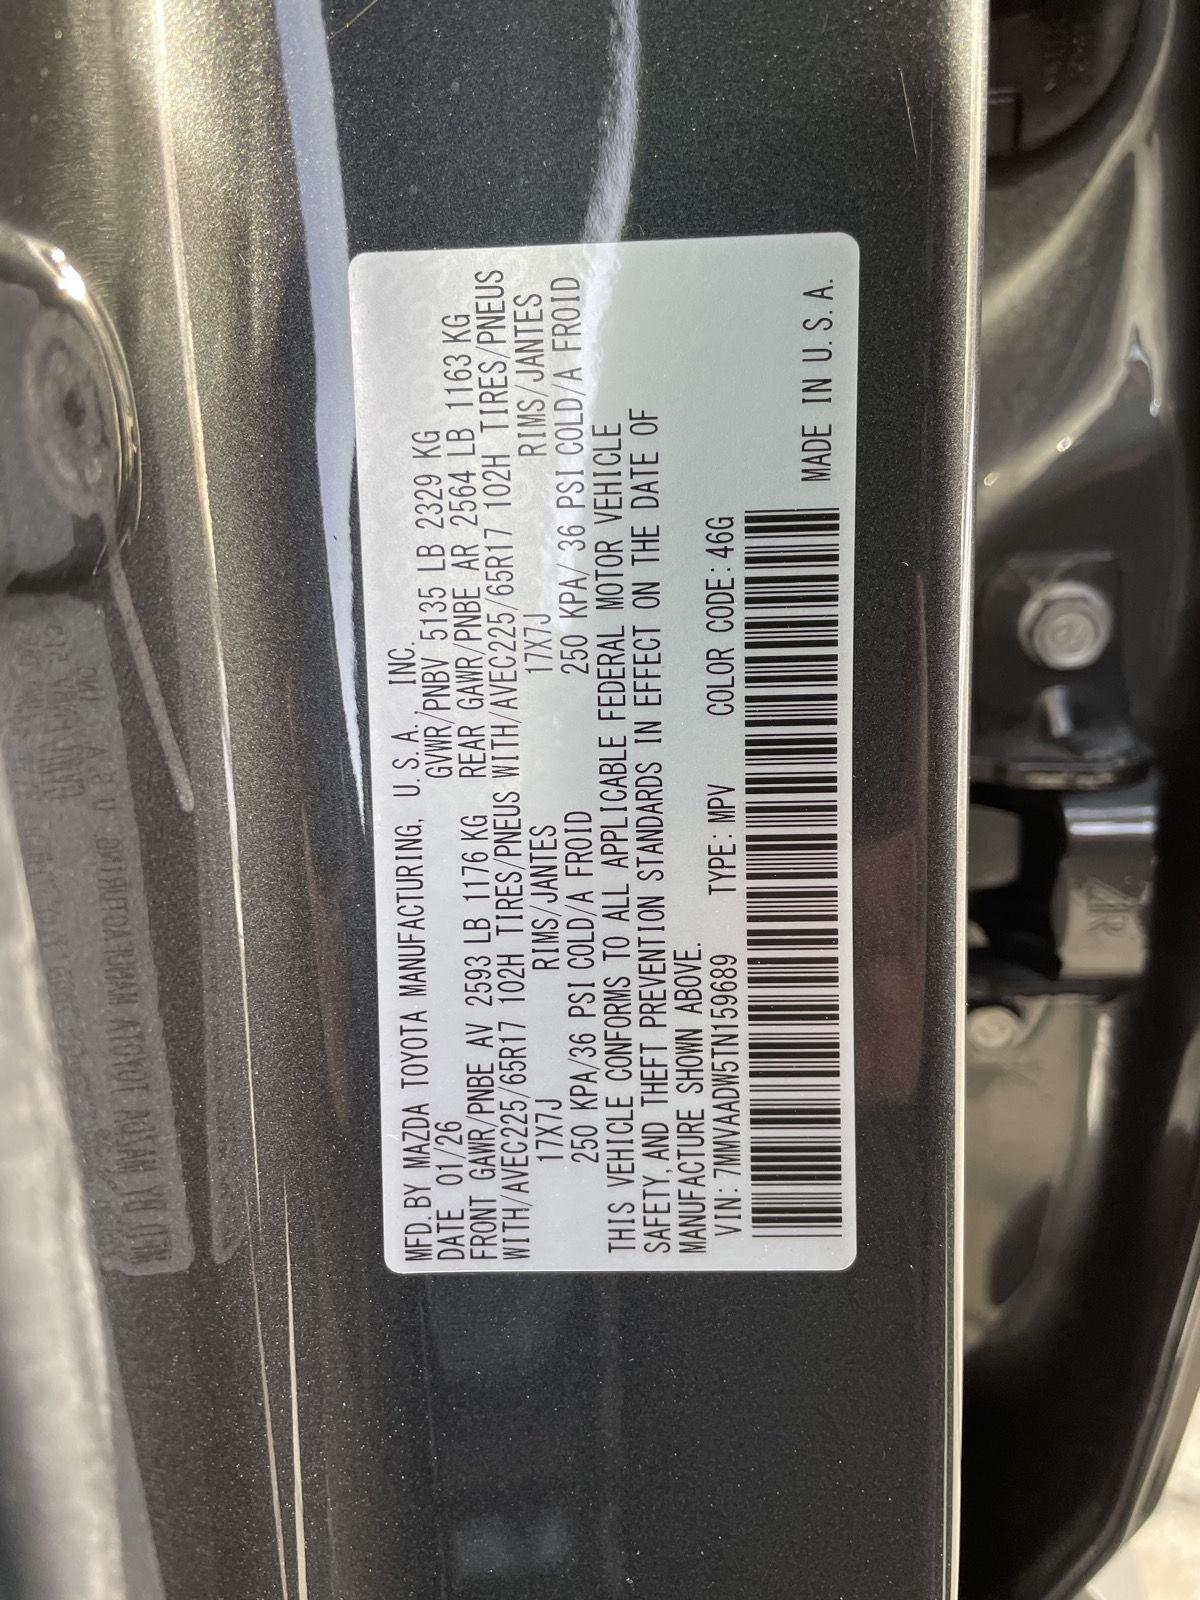 MFD. BY MAZDA TOYOTA MANUFACTURING, U.S.A., INC.
DATE 01/26 GVWR/PNBV 5135 LB 2329 KG
FRONT GAWR/PNBE AV 2593 LB 1176 KG REAR GAWR/PNBE AR 2564 LB 1163 KG
WITH/AVEC225/65R17 102H TIRES/PNEUS WITH/AVEC225/65R17 102H TIRES/PNEUS
17X7J RIMS/JANTES 17X7J RIMS/JANTES
250 KPA/36 PSI COLD/A FROID 250 KPA/36 PSI COLD/A FROID
THIS VEHICLE CONFORMS TO ALL APPLICABLE FEDERAL MOTOR VEHICLE
SAFETY, AND THEFT PREVENTION STANDARDS IN EFFECT ON THE DATE OF
MANUFACTURE SHOWN ABOVE.
VIN: 7MMVAADW5TN159689 TYPE: MPV COLOR CODE: 46G
MADE IN U.S.A.